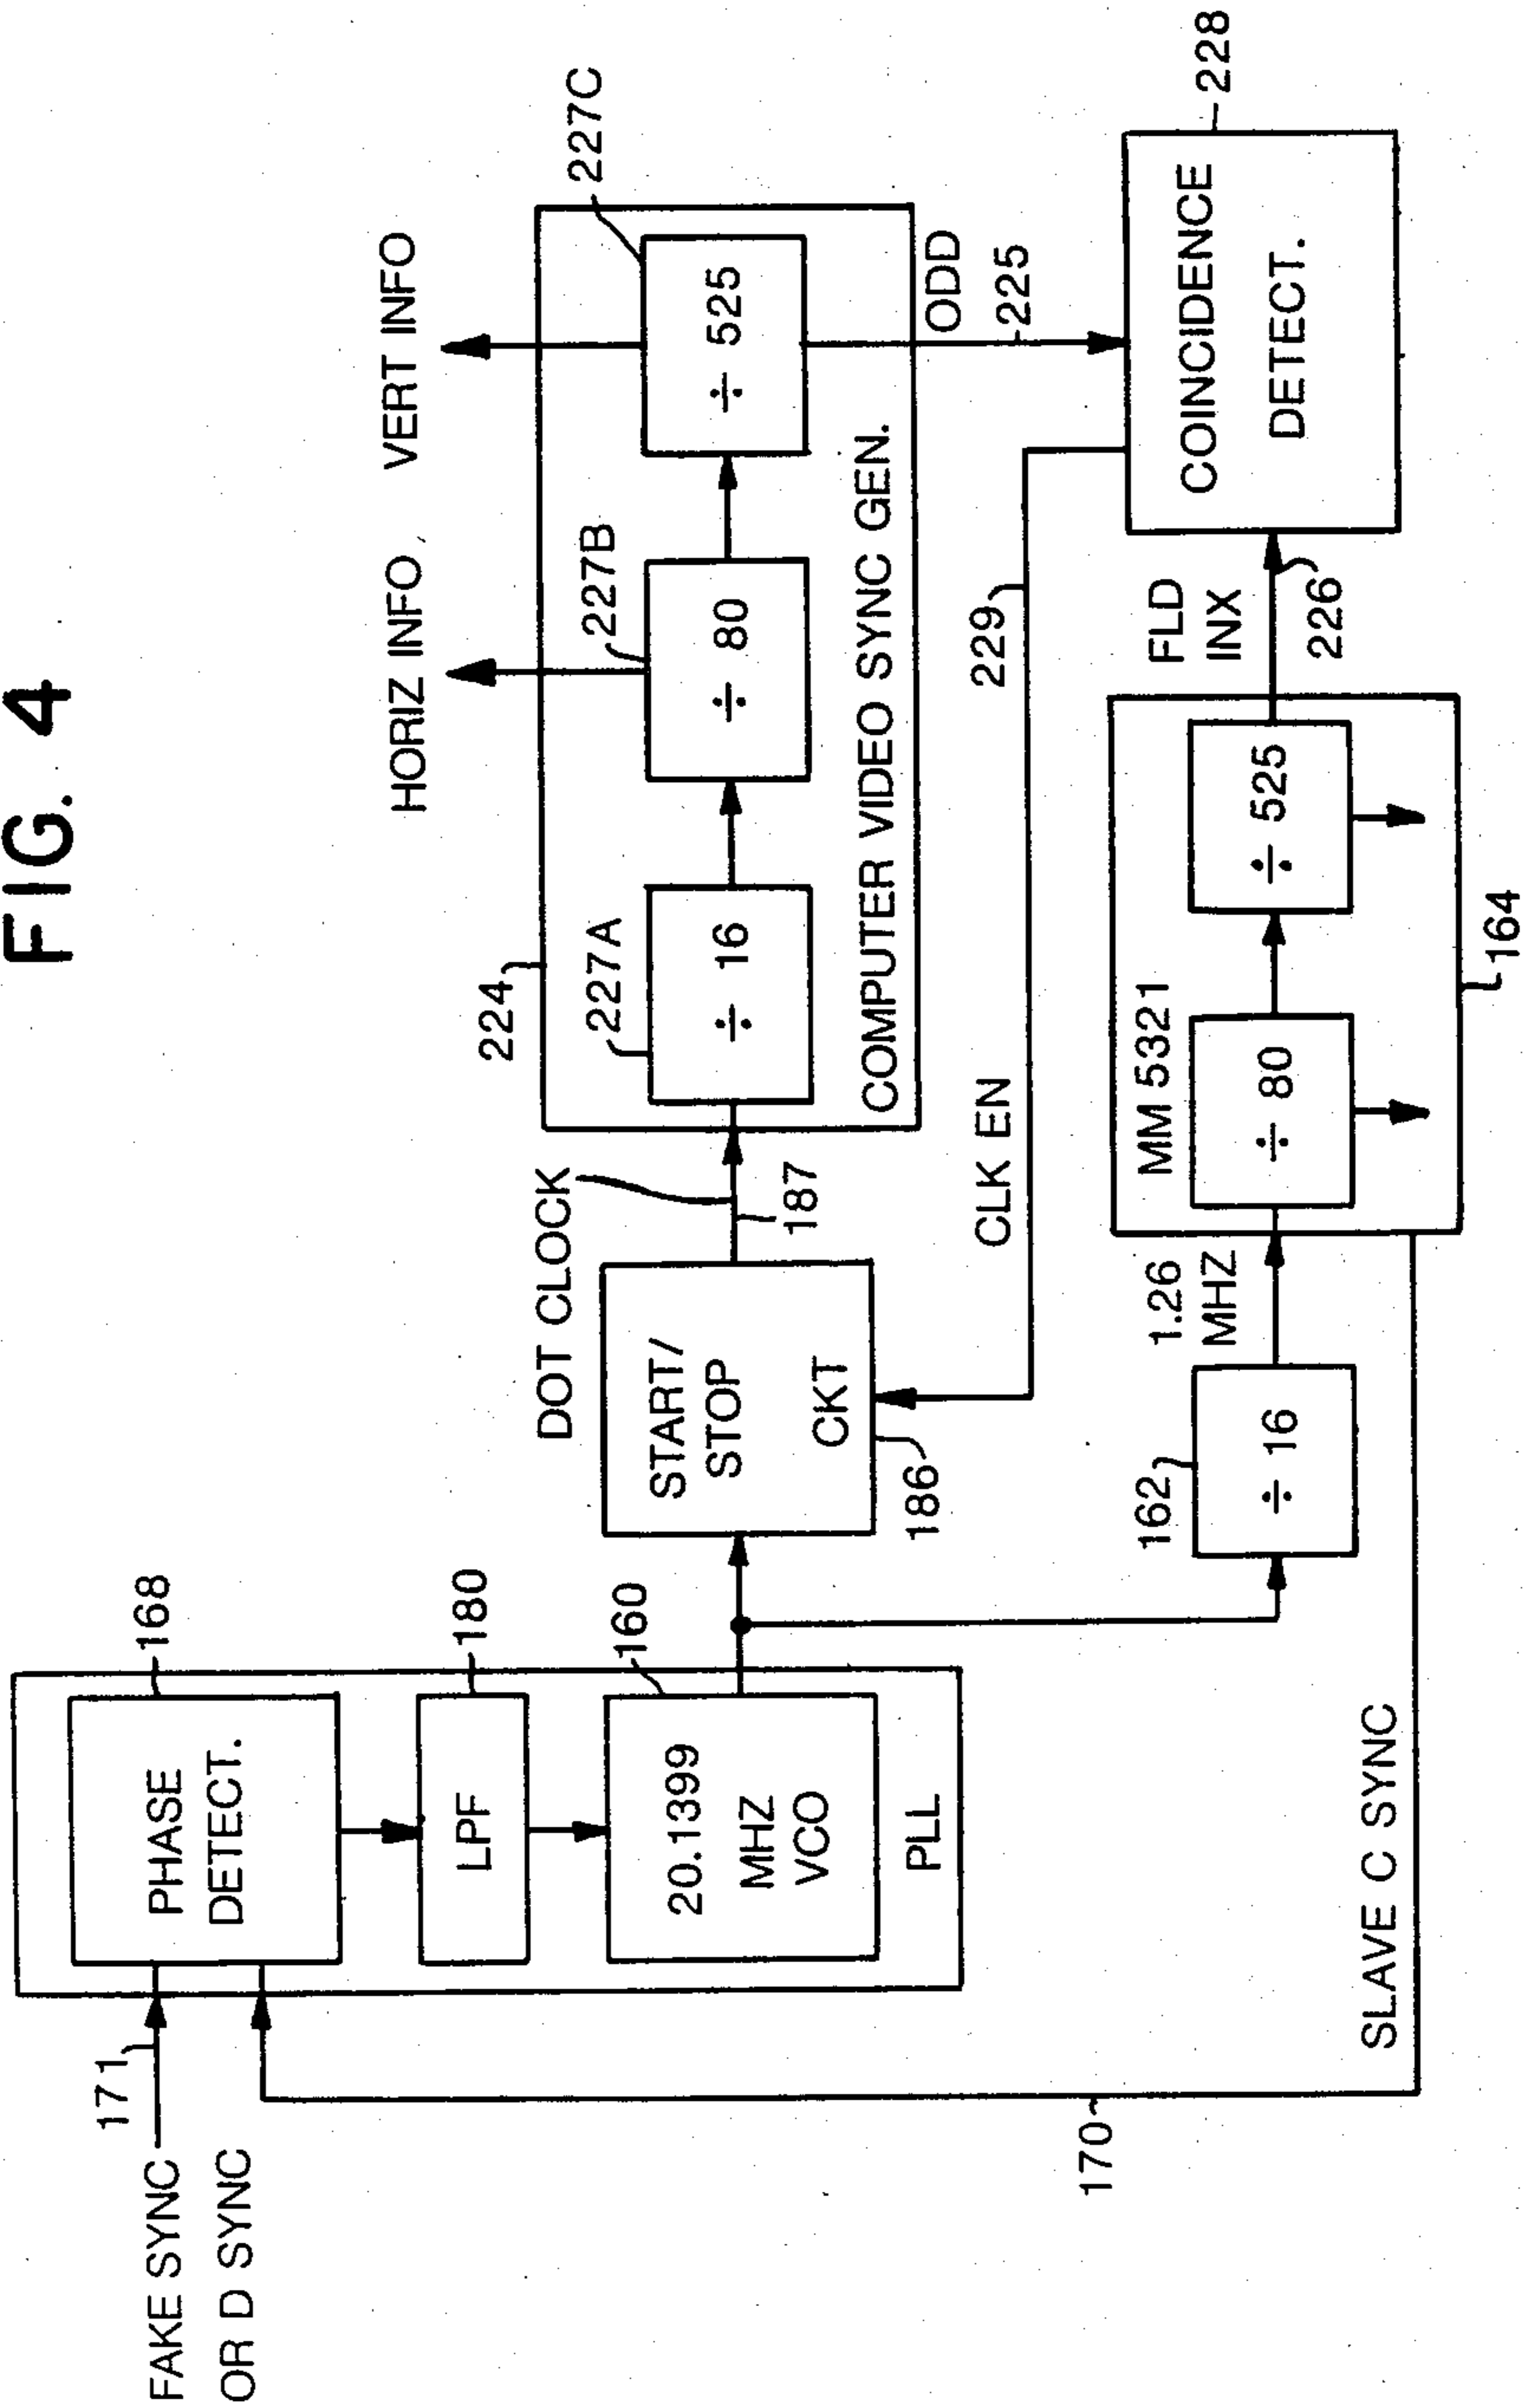 FIG. 4
FAKE SYNC
OR D SYNC
171
PHASE
DETECT.
168
LPF
180
20.1399
MHZ
VCO
160
PLL
START/
STOP
CKT
186
DOT CLOCK
187
224
227A
÷ 16
HORIZ INFO
227B
÷ 80
VERT INFO
227C
÷ 525
COMPUTER VIDEO SYNC GEN.
ODD
225
CLK EN
229
COINCIDENCE
DETECT.
228
162
÷ 16
1.26
MHZ
MM 5321
÷ 80
÷ 525
164
FLD
INX
226
SLAVE C SYNC
170